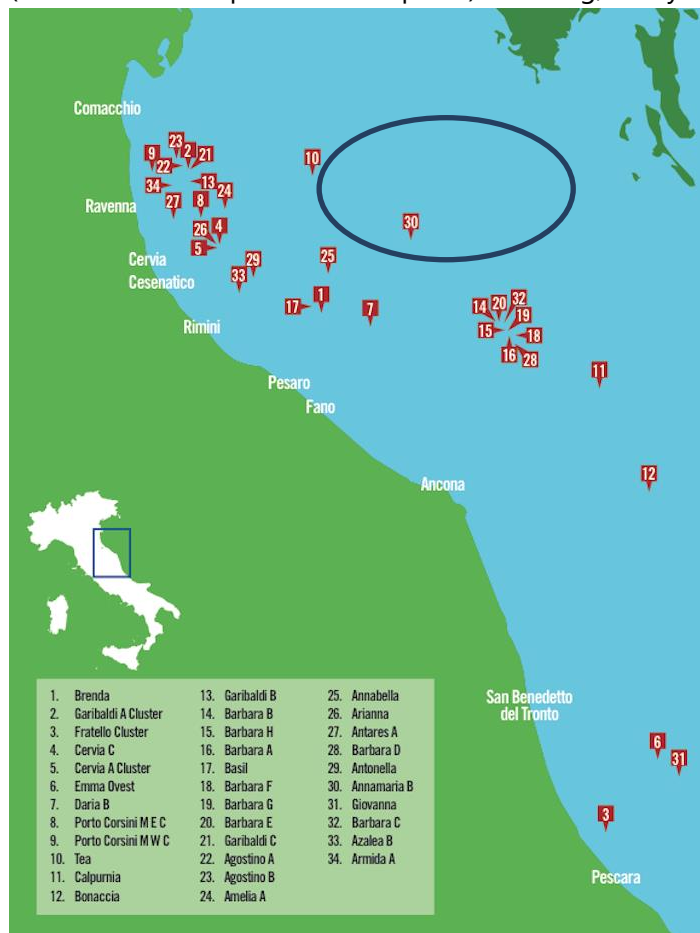 Comacchio
23
9
2
21
10
22
34
13
24
27
8
Ravenna
30
26
4
5
Cervia
29
25
33
Cesenatico
17
1
7
14
20
32
19
Rimini
15
18
16
28
11
Pesaro
Fano
12
Ancona
San Benedetto
del Tronto
6
31
3
Pescara
1. Brenda
2. Garibaldi A Cluster
3. Fratello Cluster
4. Cervia C
5. Cervia A Cluster
6. Emma Ovest
7. Daria B
8. Porto Corsini M E C
9. Porto Corsini M W C
10. Tea
11. Calpurnia
12. Bonaccia
13. Garibaldi B
14. Barbara B
15. Barbara H
16. Barbara A
17. Basil
18. Barbara F
19. Barbara G
20. Barbara E
21. Garibaldi C
22. Agostino A
23. Agostino B
24. Amelia A
25. Annabella
26. Arianna
27. Antares A
28. Barbara D
29. Antonella
30. Annamaria B
31. Giovanna
32. Barbara C
33. Azalea B
34. Armida A